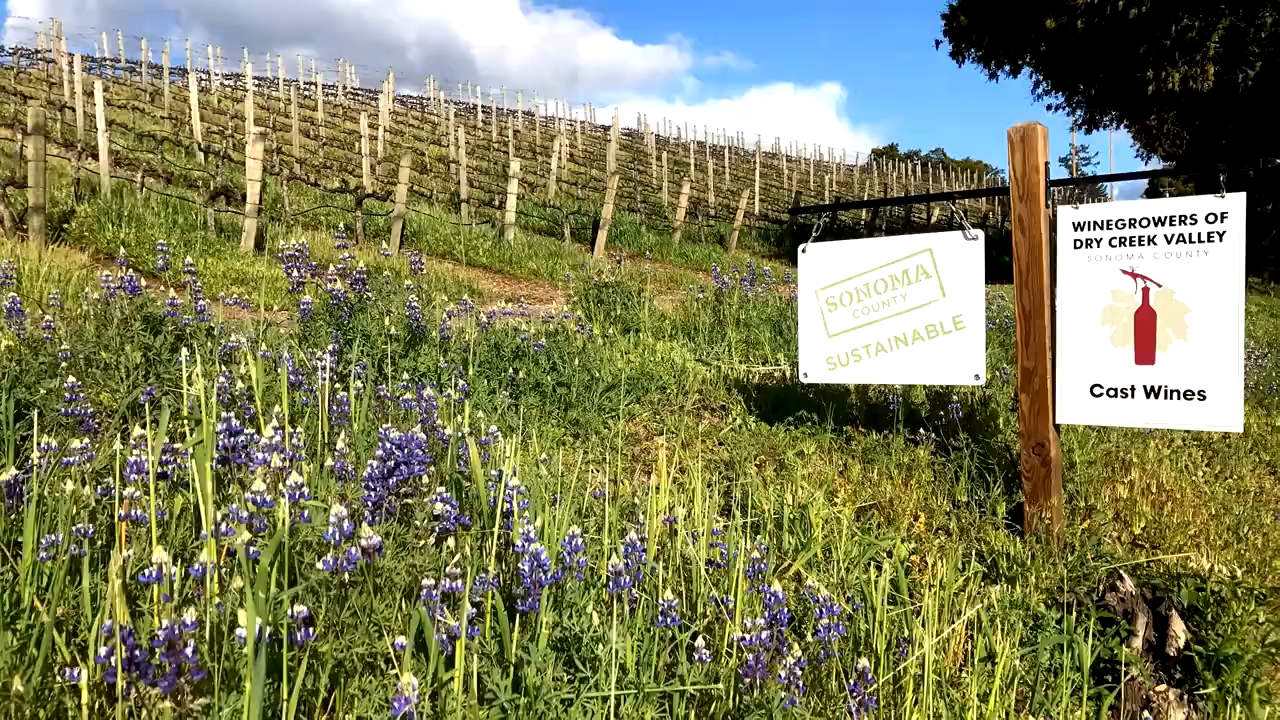 SONOMA
COUNTY
SUSTAINABLE
WINEGROWERS OF
DRY CREEK VALLEY
SONOMA COUNTY
Cast Wines